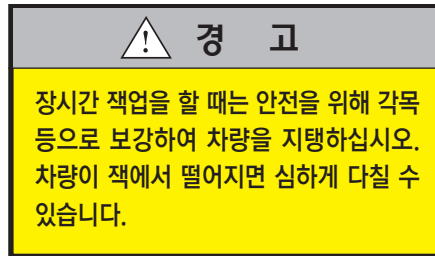 경 고
장시간 잭업을 할 때는 안전을 위해 각목
등으로 보강하여 차량을 지탱하십시오.
차량이 잭에서 떨어지면 심하게 다칠 수
있습니다.